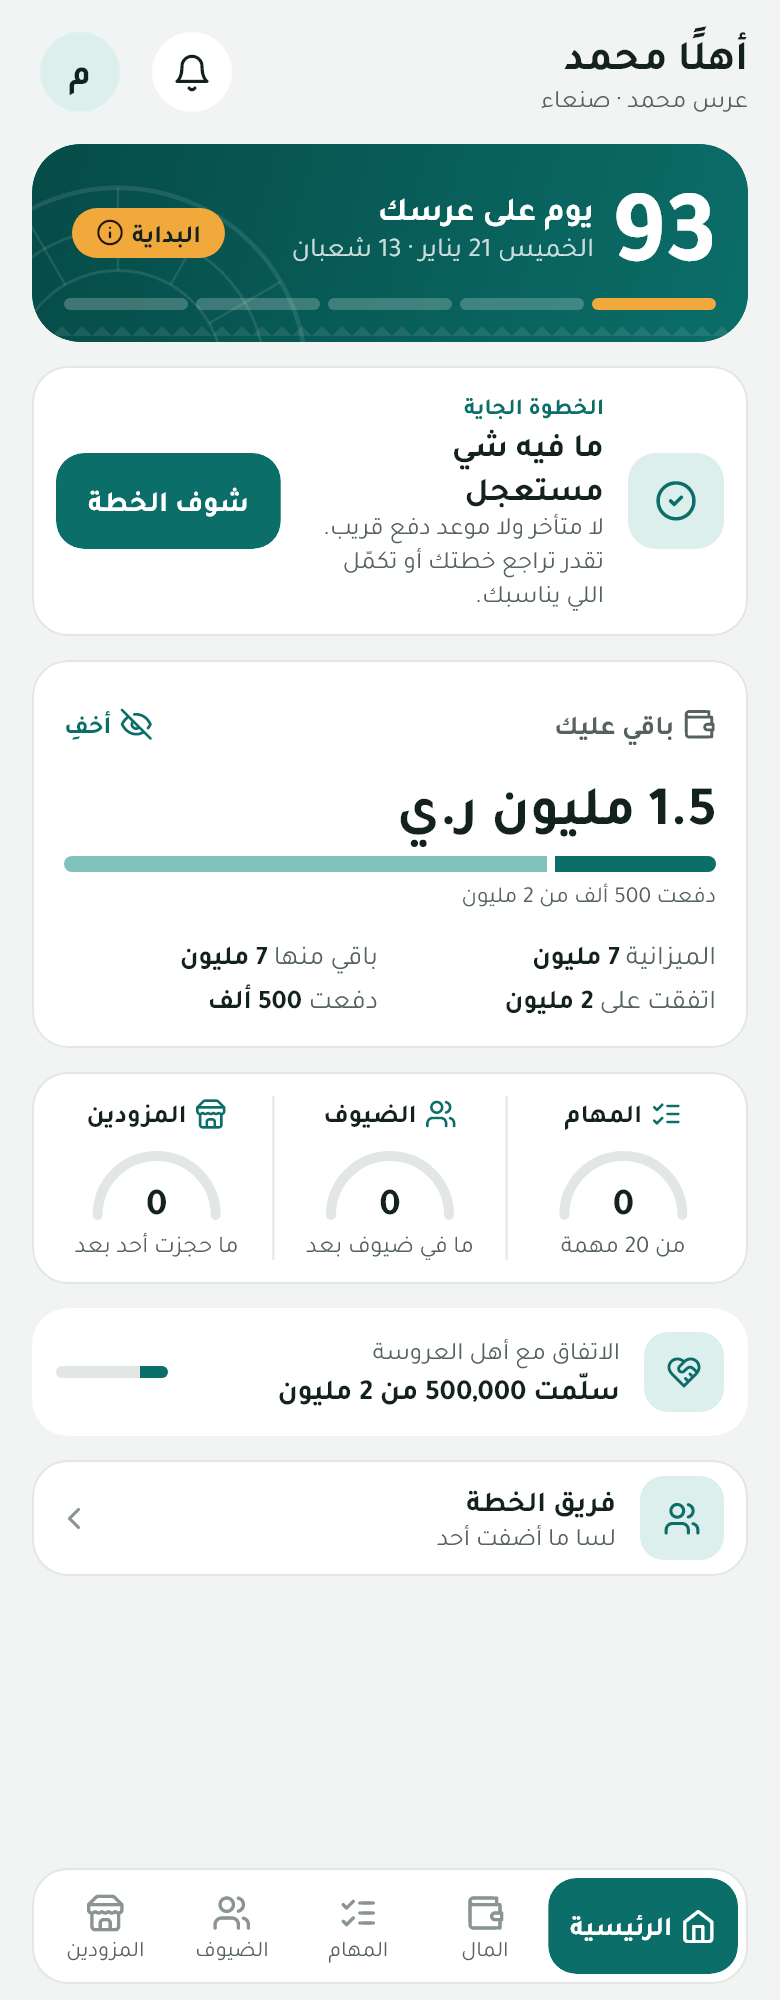 أهلًا محمد
عرس محمد · صنعاء
م
93
يوم على عرسك
الخميس 21 يناير · 13 شعبان
البداية
الخطوة الجاية
ما فيه شي
مستعجل
لا متأخر ولا موعد دفع قريب.
تقدر تراجع خطتك أو تكمّل
اللي يناسبك.
شوف الخطة
باقي عليك
أخفِ
1.5 مليون ر.ي
دفعت 500 ألف من 2 مليون
الميزانية 7 مليون
باقي منها 7 مليون
اتفقت على 2 مليون
دفعت 500 ألف
المهام
0
من 20 مهمة
الضيوف
0
ما في ضيوف بعد
المزودين
0
ما حجزت أحد بعد
الاتفاق مع أهل العروسة
سلّمت 500,000 من 2 مليون
فريق الخطة
لسا ما أضفت أحد
الرئيسية
المال
المهام
الضيوف
المزودين